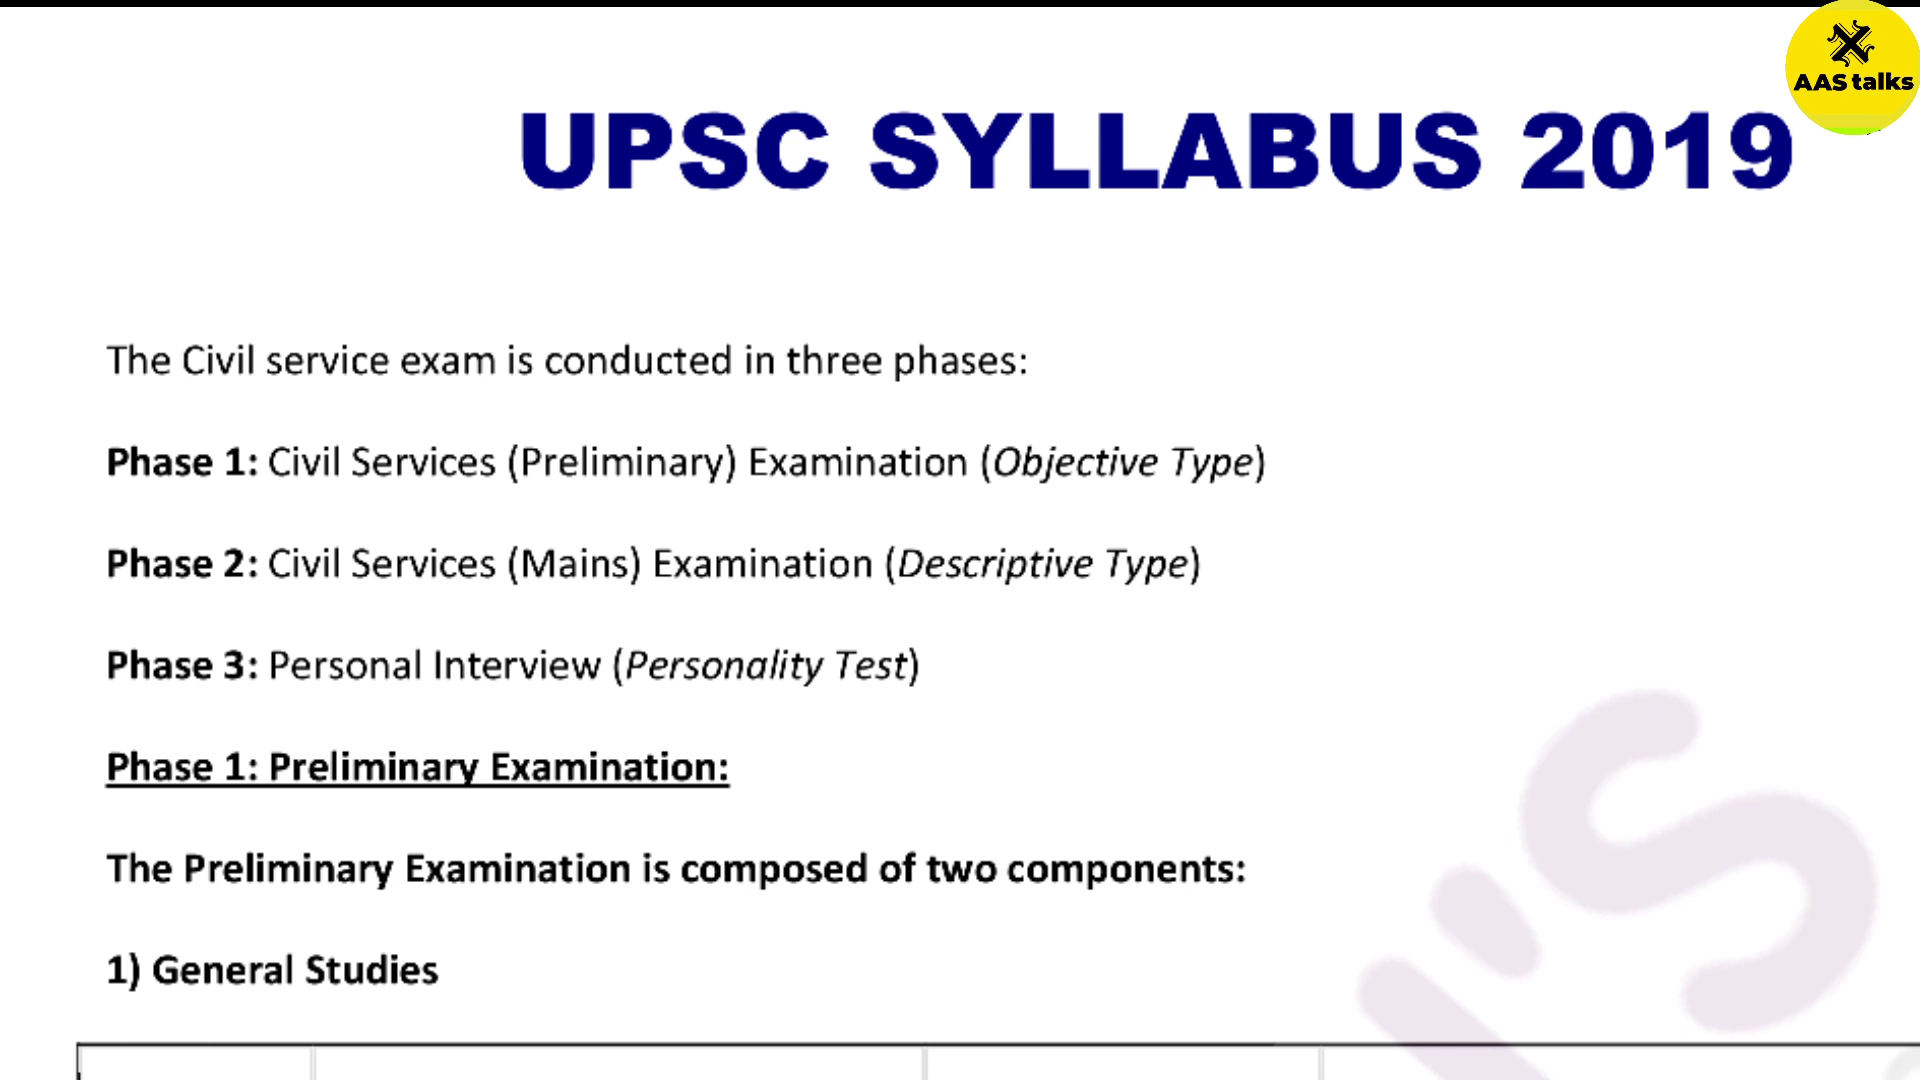 AAS talks
UPSC SYLLABUS 2019
The Civil service exam is conducted in three phases:
Phase 1: Civil Services (Preliminary) Examination (Objective Type)
Phase 2: Civil Services (Mains) Examination (Descriptive Type)
Phase 3: Personal Interview (Personality Test)
Phase 1: Preliminary Examination:
The Preliminary Examination is composed of two components:
1) General Studies